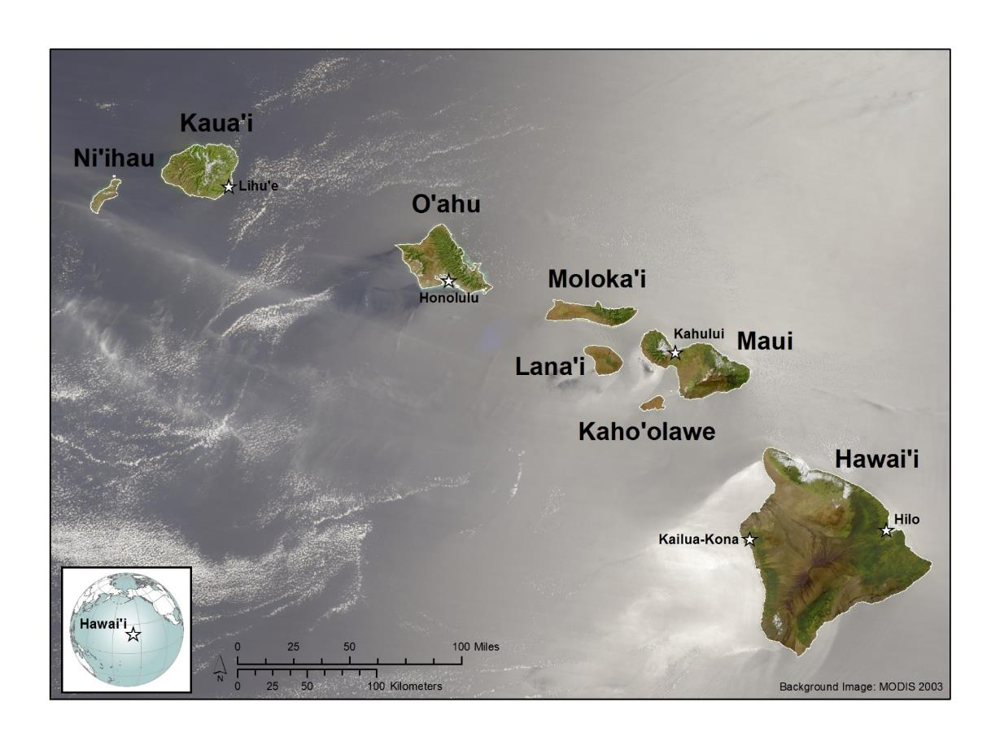 Kaua'i
Ni'ihau
Lihu'e
O'ahu
Honolulu
Moloka'i
Kahului
Maui
Lana'i
Kaho'olawe
Hawai'i
Hilo
Kailua-Kona
Hawai'i
0 25 50 100 Miles
N
0 25 50 100 Kilometers
Background Image: MODIS 2003